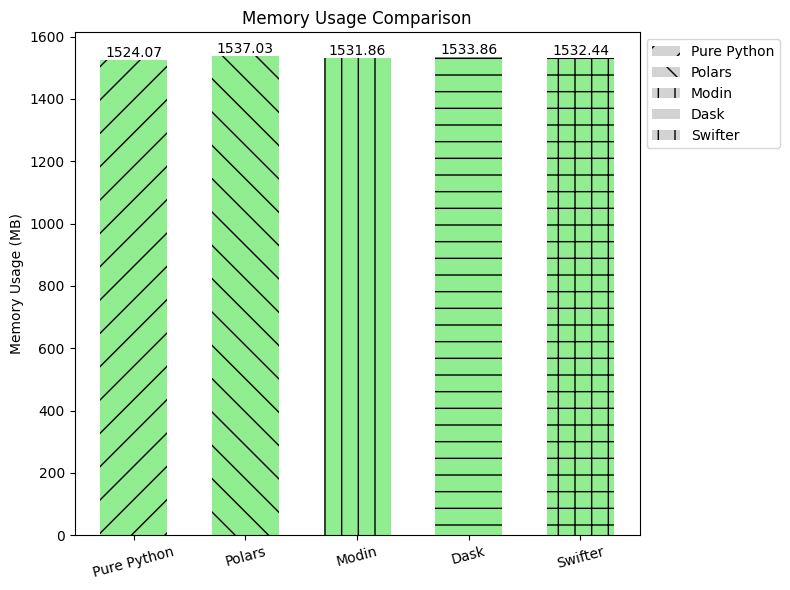 Memory Usage Comparison
1600
1400
1200
1000
800
600
400
200
0
Memory Usage (MB)
1524.07
1537.03
1531.86
1533.86
1532.44
Pure Python
Polars
Modin
Dask
Swifter
Pure Python
Polars
Modin
Dask
Swifter